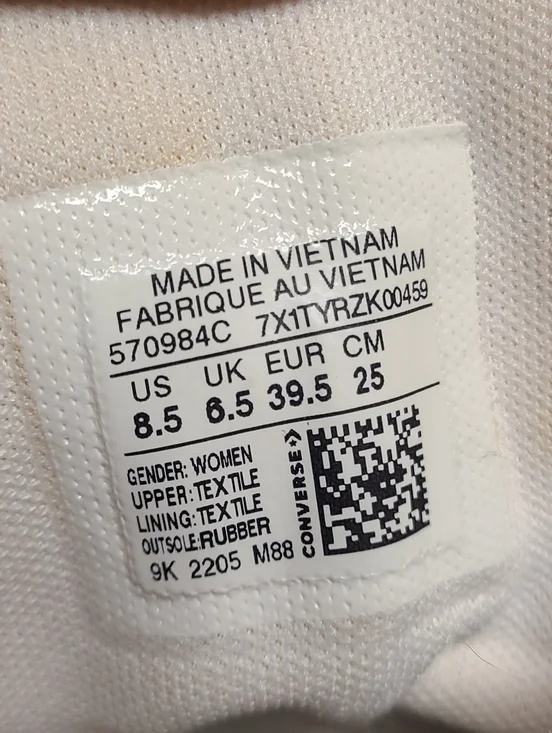 MADE IN VIETNAM
FABRIQUE AU VIETNAM
570984C 7X1TYRZK00459
US UK EUR CM
8.5 6.5 39.5 25
GENDER: WOMEN
UPPER: TEXTILE
LINING: TEXTILE
OUTSOLE: RUBBER
9K 2205 M88
CONVERSE